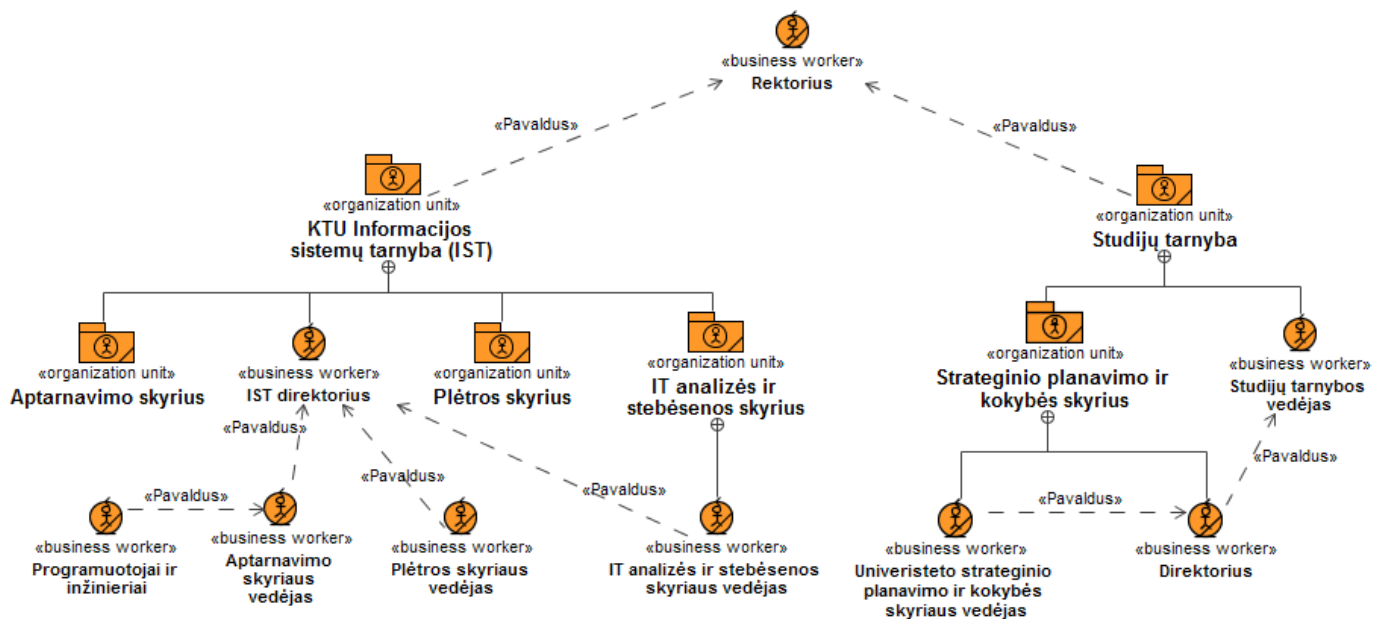 «business worker»
Rektorius
«Pavaldus»
«Pavaldus»
«organization unit»
KTU Informacijos
sistemų tarnyba (IST)
«organization unit»
Studijų tarnyba
«organization unit»
Aptarnavimo skyrius
«business worker»
IST direktorius
«organization unit»
Plėtros skyrius
«organization unit»
IT analizės ir
stebėsenos skyrius
«organization unit»
Strateginio planavimo ir
kokybės skyrius
«business worker»
Studijų tarnybos
vedėjas
«Pavaldus»
«Pavaldus»
«Pavaldus»
«Pavaldus»
«Pavaldus»
«Pavaldus»
«business worker»
Programuotojai ir
inžinieriai
«business worker»
Aptarnavimo
skyriaus
vedėjas
«business worker»
Plėtros skyriaus
vedėjas
«business worker»
IT analizės ir stebėsenos
skyriaus vedėjas
«business worker»
Univeristeto strateginio
planavimo ir kokybės
skyriaus vedėjas
«business worker»
Direktorius